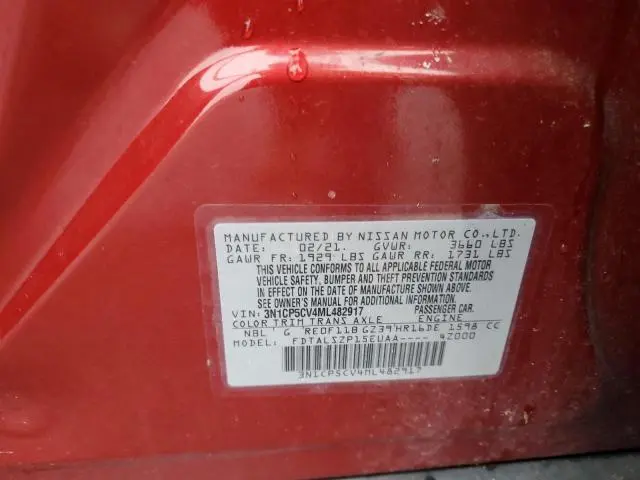 MANUFACTURED BY NISSAN MOTOR CO.,LTD.
DATE: 02/21. GVWR: 3660 LBS
GAWR FR: 1929 LBS GAWR RR: 1731 LBS
THIS VEHICLE CONFORMS TO ALL APPLICABLE FEDERAL MOTOR
VEHICLE SAFETY, BUMPER AND THEFT PREVENTION STANDARDS
IN EFFECT ON THE DATE OF MANUFACTURE SHOWN ABOVE.
SEE OWNER'S MANUAL FOR ADDITIONAL INFORMATION.
VIN: 3N1CP5CV4ML482917 PASSENGER CAR.
COLOR TRIM TRANS AXLE ENGINE
NBL G RE0F11B GZ39 HR16DE 1598 CC
MODEL: FDTALSZP15EUAA---- 42000
3N1CP5CV4ML482917